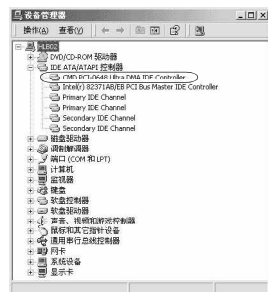 设备管理器
操作(A) 查看(V)
MLB02
DVD/CD-ROM 驱动器
IDE ATA/ATAPI 控制器
CMD PCI-0648 Ultra DMA IDE Controller
Intel(r) 82371AB/EB PCI Bus Master IDE Controller
Primary IDE Channel
Primary IDE Channel
Secondary IDE Channel
Secondary IDE Channel
磁盘驱动器
调制解调器
端口 (COM 和 LPT)
计算机
监视器
键盘
软盘控制器
软盘驱动器
声音、视频和游戏控制器
鼠标和其它指针设备
通用串行总线控制器
网卡
系统设备
显示卡